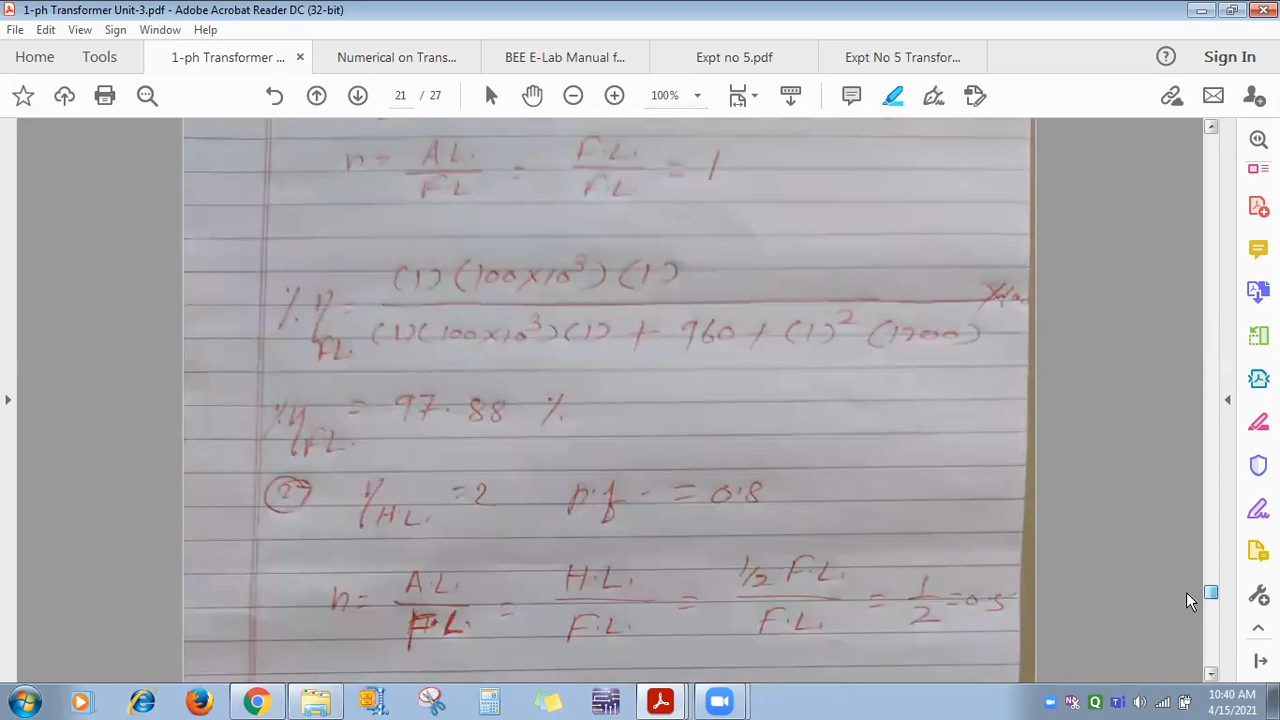 1-ph Transformer Unit-3.pdf - Adobe Acrobat Reader DC (32-bit)
File Edit View Sign Window Help
Home Tools 1-ph Transformer ... × Numerical on Trans... BEE E-Lab Manual f... Expt no 5.pdf Expt No 5 Transfor... Sign In
21 / 27 100%
n = A.L. / F.L. = F.L. / F.L. = 1
% η F.L. = (1) (100×10³) (1) / (1)(100×10³)(1) + 960 + (1)² (1200) ×100
% η F.L. = 97.88 %
2) η H.L. = ? p.f. = 0.8
n = A.L. / F.L. = H.L. / F.L. = 1/2 F.L. / F.L. = 1/2 = 0.5
10:40 AM
4/15/2021